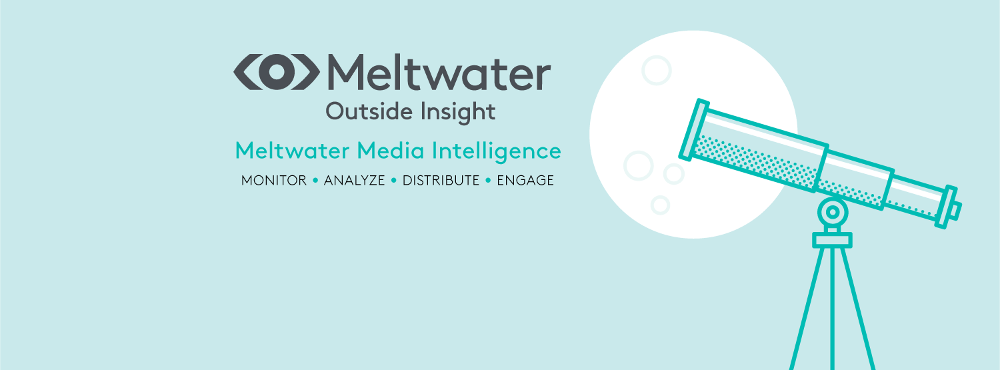 Meltwater
Outside Insight
Meltwater Media Intelligence
MONITOR • ANALYZE • DISTRIBUTE • ENGAGE